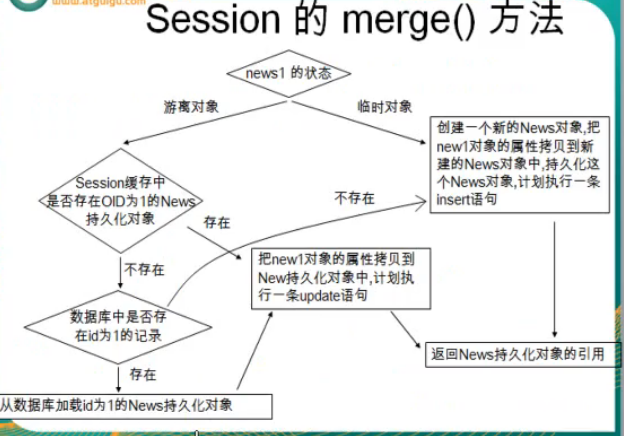 www.atguigu.com
Session 的 merge() 方法
news1 的状态
游离对象
临时对象
创建一个新的News对象,把
new1对象的属性拷贝到新
建的News对象中,持久化这
个News对象,计划执行一条
insert语句
Session缓存中
是否存在OID为1的News
持久化对象
不存在
存在
把new1对象的属性拷贝到
New持久化对象中,计划执
行一条update语句
不存在
数据库中是否存
在id为1的记录
返回News持久化对象的引用
存在
从数据库加载id为1的News持久化对象